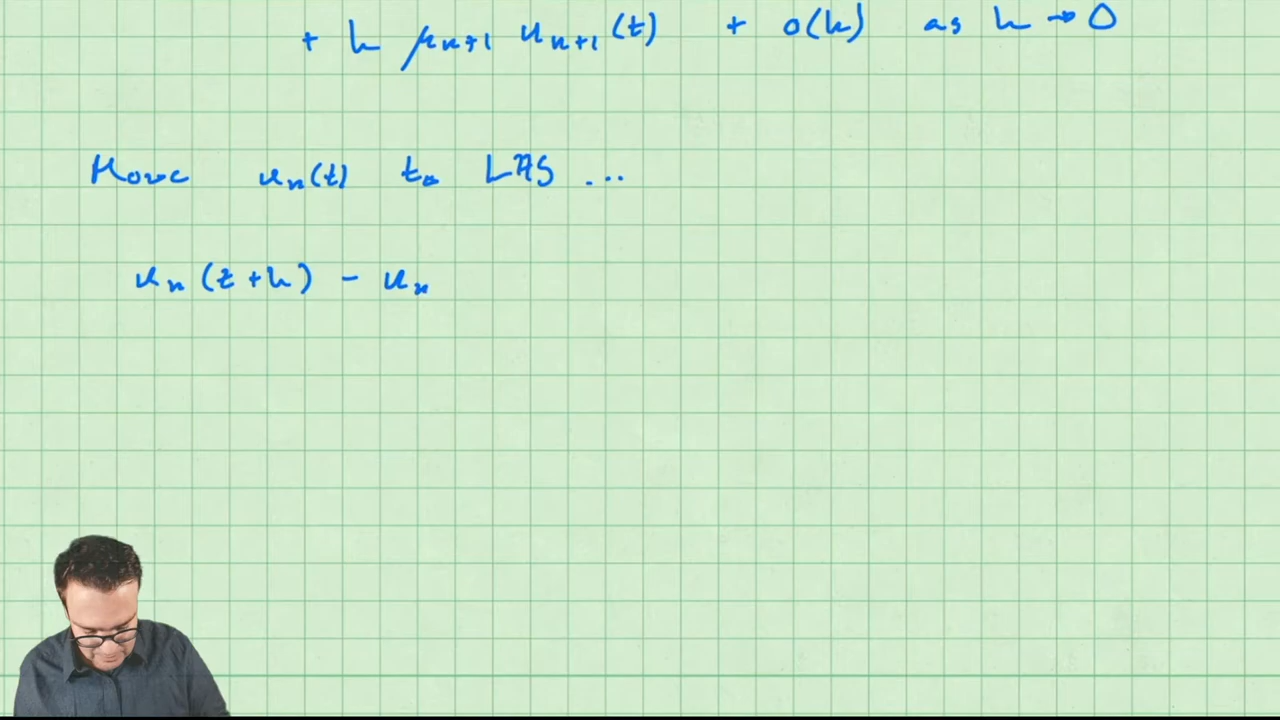 + h μₙ₊₁ uₙ₊₁(t) + o(h) as h → 0
Move uₙ(t) to LHS ...
uₙ(t+h) - uₙ